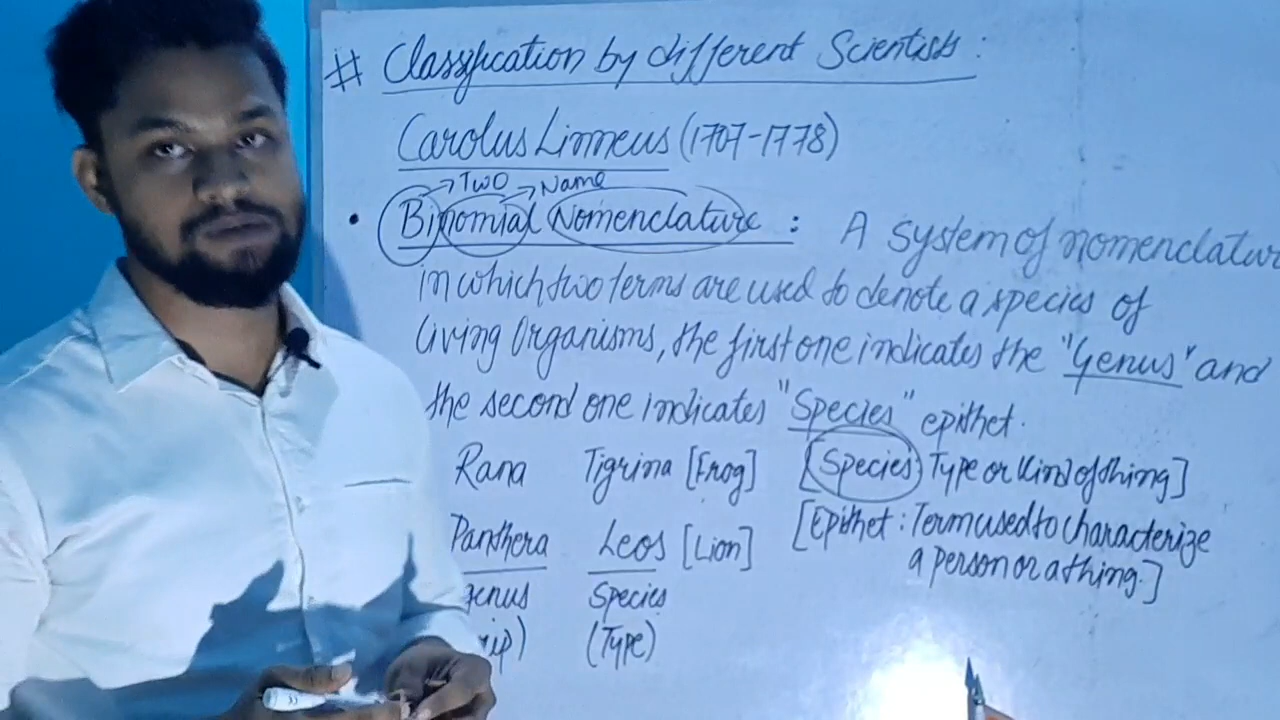 # Classification by different Scientists :
Carolus Linneus (1707-1778)
→ Two → Name
• Binomial Nomenclature : A system of nomenclatur
in which two terms are used to denote a species of
living Organisms, the first one indicates the "Genus" and
the second one indicates "Species" epithet.
Rana Tigrina [Frog] [Species: Type or Kind of thing]
Panthera Leos [Lion] [Epithet: Term used to characterize
a person or a thing.]
genus Species
(Type)